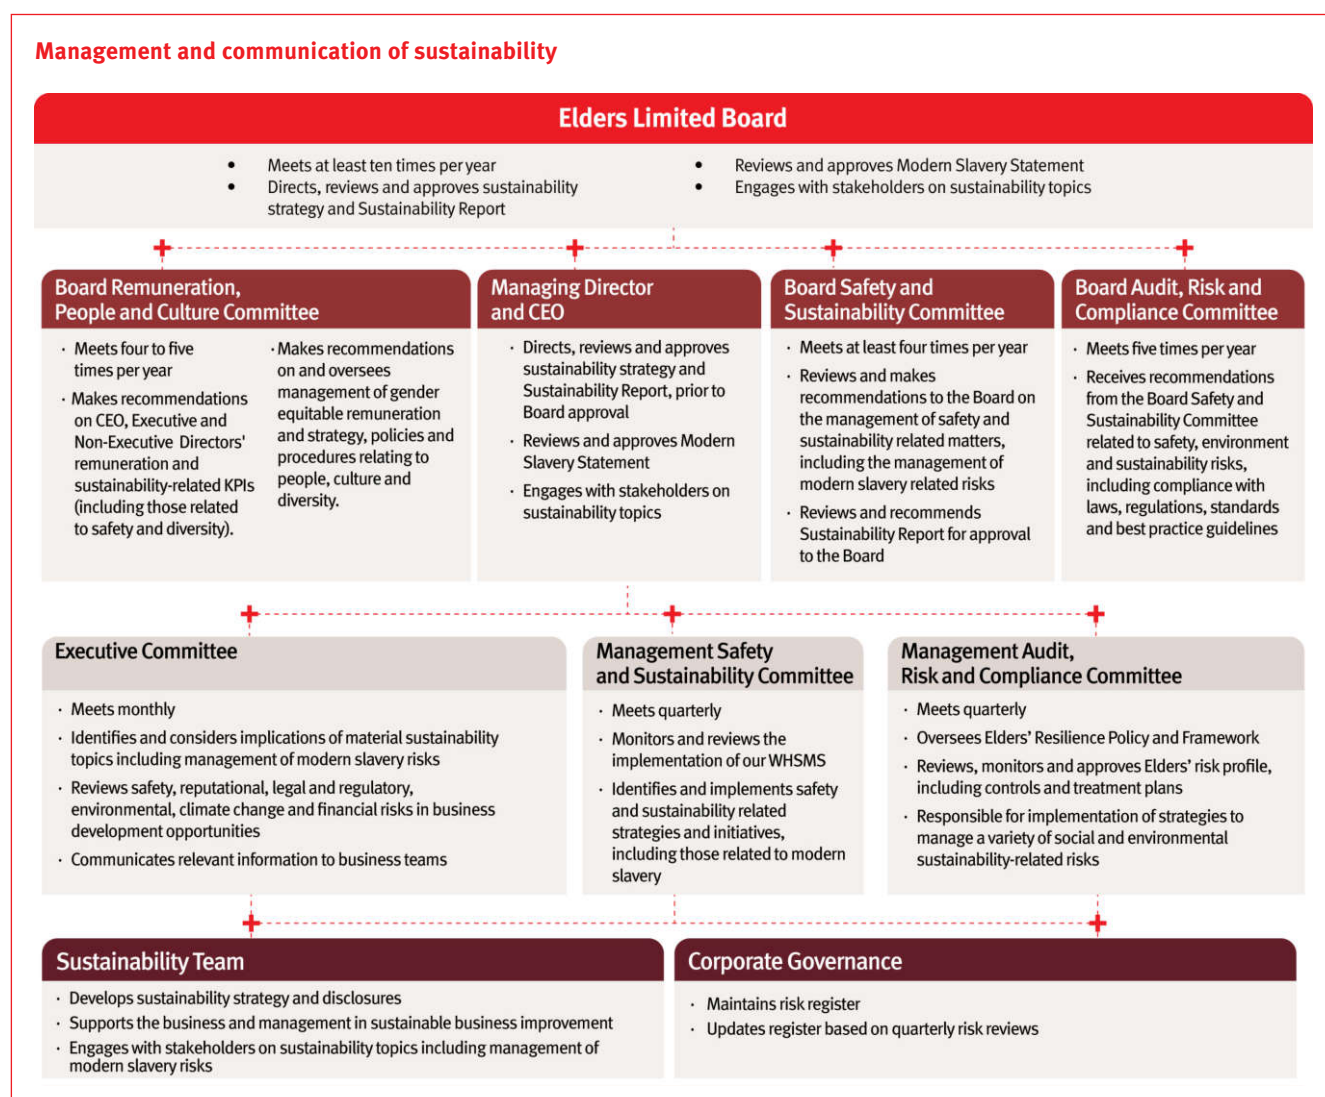 Management and communication of sustainability
Elders Limited Board
• Meets at least ten times per year
• Directs, reviews and approves sustainability
strategy and Sustainability Report
• Reviews and approves Modern Slavery Statement
• Engages with stakeholders on sustainability topics
Board Remuneration,
People and Culture Committee
· Meets four to five
times per year
· Makes recommendations
on CEO, Executive and
Non-Executive Directors'
remuneration and
sustainability-related KPIs
(including those related
to safety and diversity).
· Makes recommendations
on and oversees
management of gender
equitable remuneration
and strategy, policies and
procedures relating to
people, culture and
diversity.
Managing Director
and CEO
· Directs, reviews and approves
sustainability strategy and
Sustainability Report, prior to
Board approval
· Reviews and approves Modern
Slavery Statement
· Engages with stakeholders on
sustainability topics
Board Safety and
Sustainability Committee
· Meets at least four times per year
· Reviews and makes
recommendations to the Board on
the management of safety and
sustainability related matters,
including the management of
modern slavery related risks
· Reviews and recommends
Sustainability Report for approval
to the Board
Board Audit, Risk and
Compliance Committee
· Meets five times per year
· Receives recommendations
from the Board Safety and
Sustainability Committee
related to safety, environment
and sustainability risks,
including compliance with
laws, regulations, standards
and best practice guidelines
Executive Committee
· Meets monthly
· Identifies and considers implications of material sustainability
topics including management of modern slavery risks
· Reviews safety, reputational, legal and regulatory,
environmental, climate change and financial risks in business
development opportunities
· Communicates relevant information to business teams
Management Safety
and Sustainability Committee
· Meets quarterly
· Monitors and reviews the
implementation of our WHSMS
· Identifies and implements safety
and sustainability related
strategies and initiatives,
including those related to modern
slavery
Management Audit,
Risk and Compliance Committee
· Meets quarterly
· Oversees Elders' Resilience Policy and Framework
· Reviews, monitors and approves Elders' risk profile,
including controls and treatment plans
· Responsible for implementation of strategies to
manage a variety of social and environmental
sustainability-related risks
Sustainability Team
· Develops sustainability strategy and disclosures
· Supports the business and management in sustainable business improvement
· Engages with stakeholders on sustainability topics including management of
modern slavery risks
Corporate Governance
· Maintains risk register
· Updates register based on quarterly risk reviews